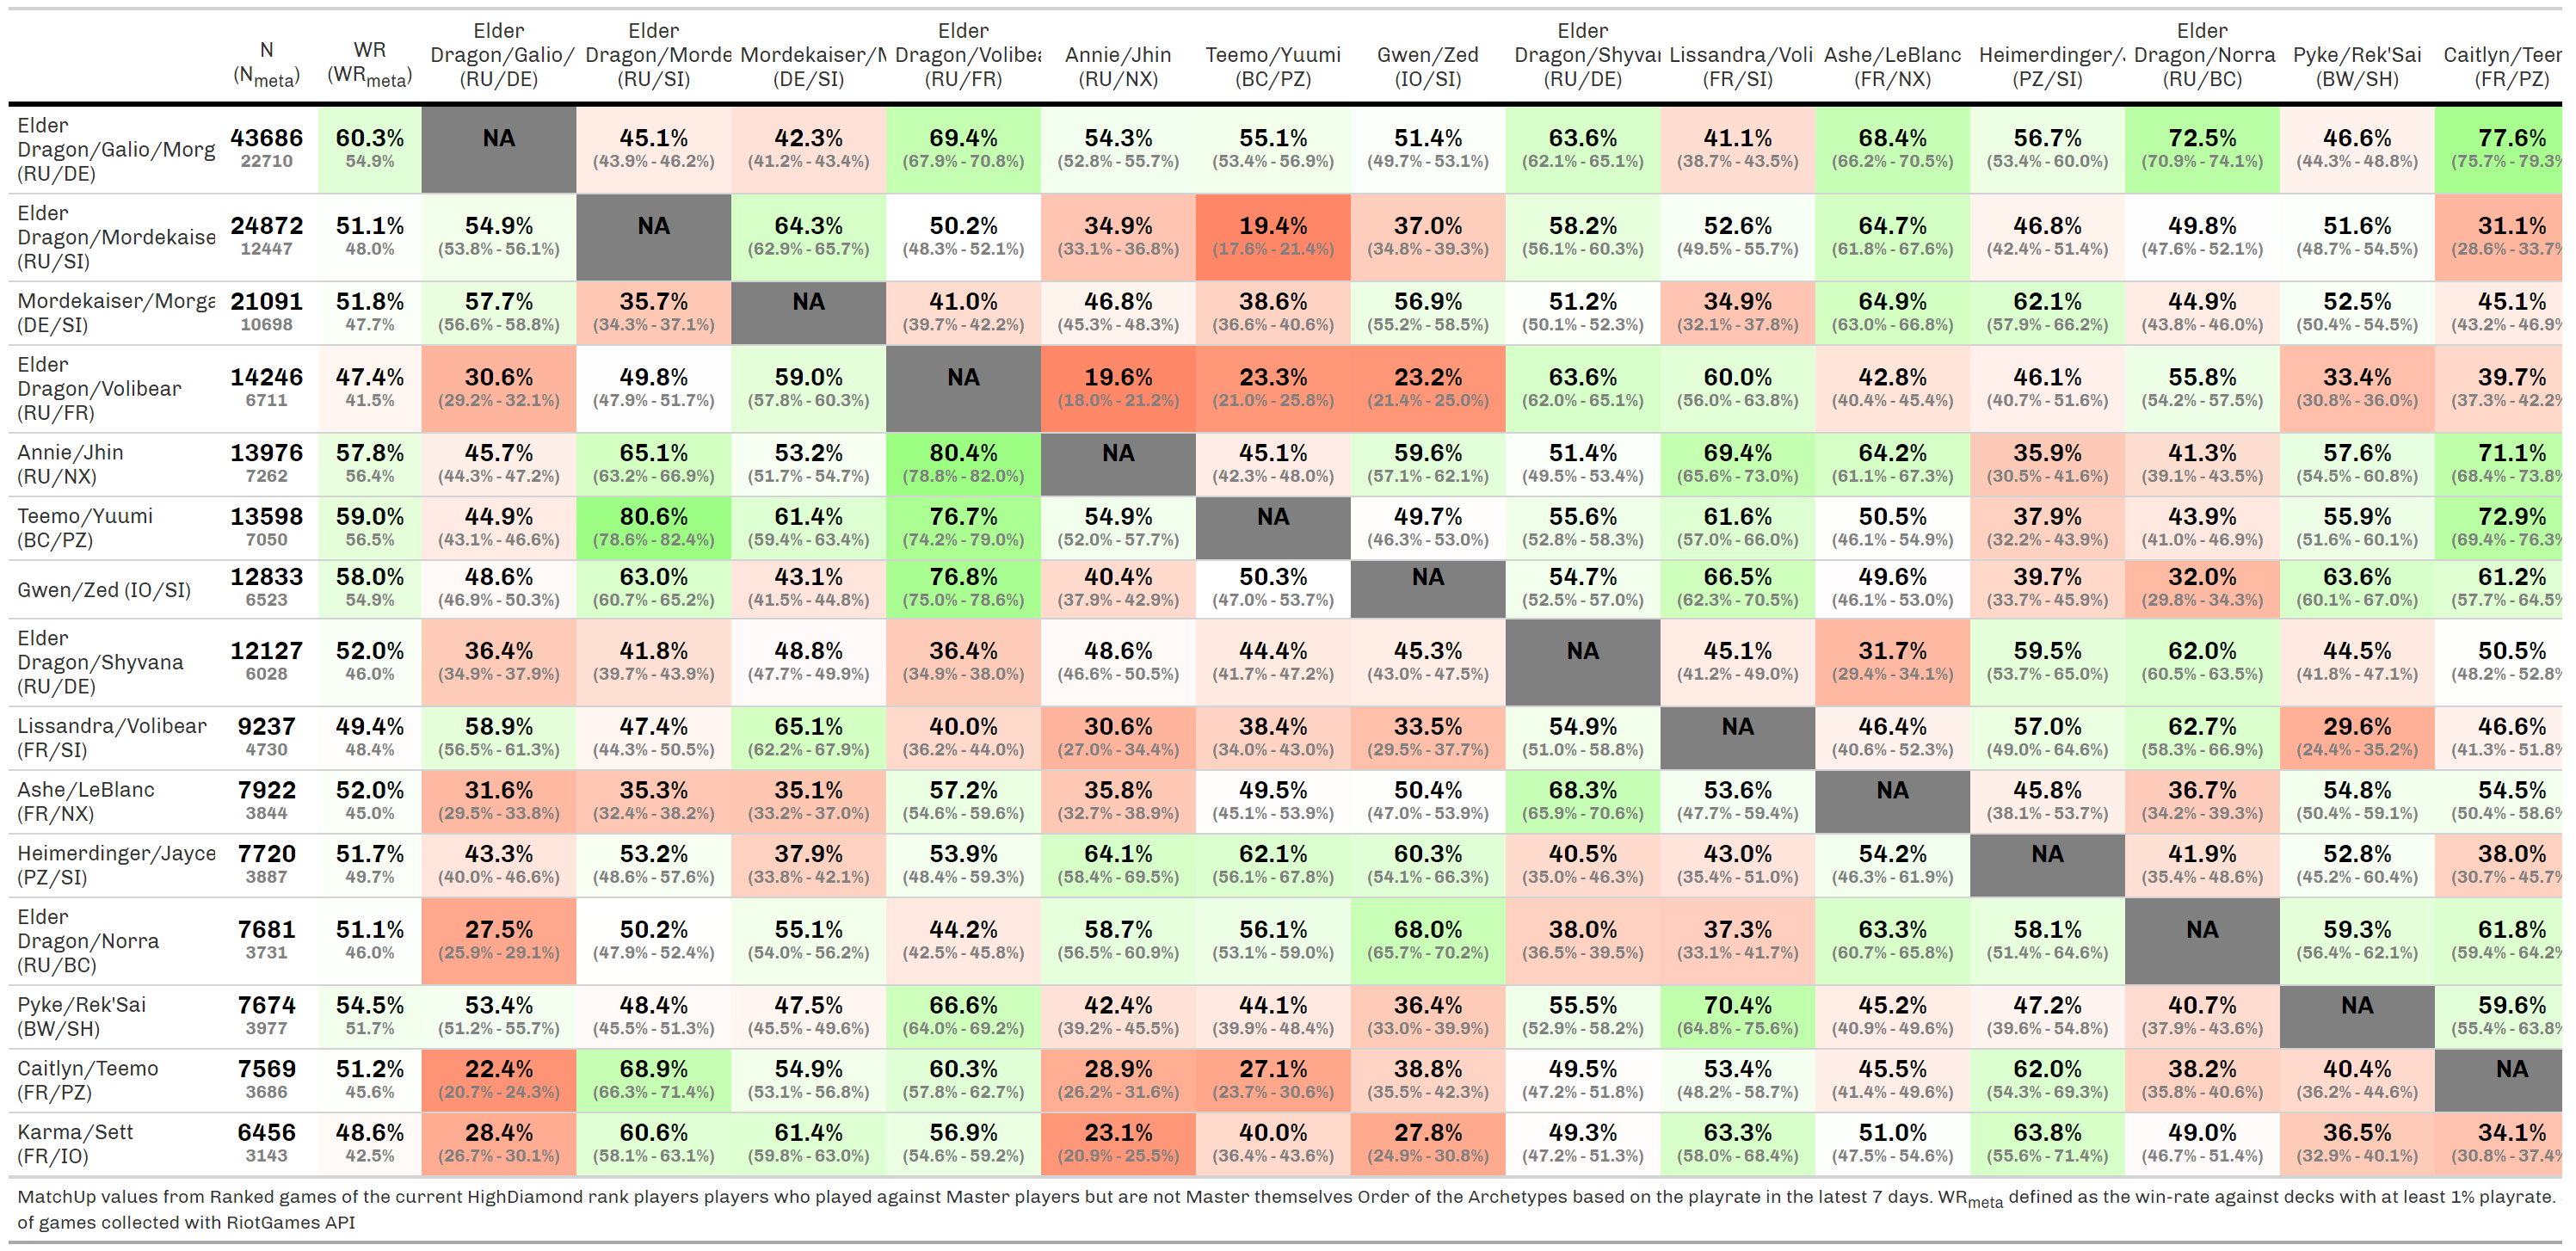 N (Nmeta) WR (WRmeta) Elder Dragon/Galio/ (RU/DE) Elder Dragon/Morde (RU/SI) Mordekaiser/M (DE/SI) Elder Dragon/Volibea (RU/FR) Annie/Jhin (RU/NX) Teemo/Yuumi (BC/PZ) Gwen/Zed (IO/SI) Elder Dragon/Shyvar (RU/DE) Lissandra/Voli (FR/SI) Ashe/LeBlanc (FR/NX) Heimerdinger/J (PZ/SI) Elder Dragon/Norra (RU/BC) Pyke/Rek'Sai (BW/SH) Caitlyn/Teer (FR/PZ)
Elder Dragon/Galio/Morg (RU/DE)
43686 60.3% NA 45.1% 42.3% 69.4% 54.3% 55.1% 51.4% 63.6% 41.1% 68.4% 56.7% 72.5% 46.6% 77.6%
22710 54.9% (43.9% - 46.2%) (41.2% - 43.4%) (67.9% - 70.8%) (52.8% - 55.7%) (53.4% - 56.9%) (49.7% - 53.1%) (62.1% - 65.1%) (38.7% - 43.5%) (66.2% - 70.5%) (53.4% - 60.0%) (70.9% - 74.1%) (44.3% - 48.8%) (75.7% - 79.3%
Elder Dragon/Mordekaise (RU/SI)
24872 51.1% 54.9% NA 64.3% 50.2% 34.9% 19.4% 37.0% 58.2% 52.6% 64.7% 46.8% 49.8% 51.6% 31.1%
12447 48.0% (53.8% - 56.1%) (62.9% - 65.7%) (48.3% - 52.1%) (33.1% - 36.8%) (17.6% - 21.4%) (34.8% - 39.3%) (56.1% - 60.3%) (49.5% - 55.7%) (61.8% - 67.6%) (42.4% - 51.4%) (47.6% - 52.1%) (48.7% - 54.5%) (28.6% - 33.7%
Mordekaiser/Morga (DE/SI)
21091 51.8% 57.7% 35.7% NA 41.0% 46.8% 38.6% 56.9% 51.2% 34.9% 64.9% 62.1% 44.9% 52.5% 45.1%
10698 47.7% (56.6% - 58.8%) (34.3% - 37.1%) (39.7% - 42.2%) (45.3% - 48.3%) (36.6% - 40.6%) (55.2% - 58.5%) (50.1% - 52.3%) (32.1% - 37.8%) (63.0% - 66.8%) (57.9% - 66.2%) (43.8% - 46.0%) (50.4% - 54.5%) (43.2% - 46.9%
Elder Dragon/Volibear (RU/FR)
14246 47.4% 30.6% 49.8% 59.0% NA 19.6% 23.3% 23.2% 63.6% 60.0% 42.8% 46.1% 55.8% 33.4% 39.7%
6711 41.5% (29.2% - 32.1%) (47.9% - 51.7%) (57.8% - 60.3%) (18.0% - 21.2%) (21.0% - 25.8%) (21.4% - 25.0%) (62.0% - 65.1%) (56.0% - 63.8%) (40.4% - 45.4%) (40.7% - 51.6%) (54.2% - 57.5%) (30.8% - 36.0%) (37.3% - 42.2%
Annie/Jhin (RU/NX)
13976 57.8% 45.7% 65.1% 53.2% 80.4% NA 45.1% 59.6% 51.4% 69.4% 64.2% 35.9% 41.3% 57.6% 71.1%
7262 56.4% (44.3% - 47.2%) (63.2% - 66.9%) (51.7% - 54.7%) (78.8% - 82.0%) (42.3% - 48.0%) (57.1% - 62.1%) (49.5% - 53.4%) (65.6% - 73.0%) (61.1% - 67.3%) (30.5% - 41.6%) (39.1% - 43.5%) (54.5% - 60.8%) (68.4% - 73.8%
Teemo/Yuumi (BC/PZ)
13598 59.0% 44.9% 80.6% 61.4% 76.7% 54.9% NA 49.7% 55.6% 61.6% 50.5% 37.9% 43.9% 55.9% 72.9%
7050 56.5% (43.1% - 46.6%) (78.6% - 82.4%) (59.4% - 63.4%) (74.2% - 79.0%) (52.0% - 57.7%) (46.3% - 53.0%) (52.8% - 58.3%) (57.0% - 66.0%) (46.1% - 54.9%) (32.2% - 43.9%) (41.0% - 46.9%) (51.6% - 60.1%) (69.4% - 76.3%
Gwen/Zed (IO/SI)
12833 58.0% 48.6% 63.0% 43.1% 76.8% 40.4% 50.3% NA 54.7% 66.5% 49.6% 39.7% 32.0% 63.6% 61.2%
6523 54.9% (46.9% - 50.3%) (60.7% - 65.2%) (41.5% - 44.8%) (75.0% - 78.6%) (37.9% - 42.9%) (47.0% - 53.7%) (52.5% - 57.0%) (62.3% - 70.5%) (46.1% - 53.0%) (33.7% - 45.9%) (29.8% - 34.3%) (60.1% - 67.0%) (57.7% - 64.5%
Elder Dragon/Shyvana (RU/DE)
12127 52.0% 36.4% 41.8% 48.8% 36.4% 48.6% 44.4% 45.3% NA 45.1% 31.7% 59.5% 62.0% 44.5% 50.5%
6028 46.0% (34.9% - 37.9%) (39.7% - 43.9%) (47.7% - 49.9%) (34.9% - 38.0%) (46.6% - 50.5%) (41.7% - 47.2%) (43.0% - 47.5%) (41.2% - 49.0%) (29.4% - 34.1%) (53.7% - 65.0%) (60.5% - 63.5%) (41.8% - 47.1%) (48.2% - 52.8%
Lissandra/Volibear (FR/SI)
9237 49.4% 58.9% 47.4% 65.1% 40.0% 30.6% 38.4% 33.5% 54.9% NA 46.4% 57.0% 62.7% 29.6% 46.6%
4730 48.4% (56.5% - 61.3%) (44.3% - 50.5%) (62.2% - 67.9%) (36.2% - 44.0%) (27.0% - 34.4%) (34.0% - 43.0%) (29.5% - 37.7%) (51.0% - 58.8%) (40.6% - 52.3%) (49.0% - 64.6%) (58.3% - 66.9%) (24.4% - 35.2%) (41.3% - 51.8%
Ashe/LeBlanc (FR/NX)
7922 52.0% 31.6% 35.3% 35.1% 57.2% 35.8% 49.5% 50.4% 68.3% 53.6% NA 45.8% 36.7% 54.8% 54.5%
3844 45.0% (29.5% - 33.8%) (32.4% - 38.2%) (33.2% - 37.0%) (54.6% - 59.6%) (32.7% - 38.9%) (45.1% - 53.9%) (47.0% - 53.9%) (65.9% - 70.6%) (47.7% - 59.4%) (38.1% - 53.7%) (34.2% - 39.3%) (50.4% - 59.1%) (50.4% - 58.6%
Heimerdinger/Jayce (PZ/SI)
7720 51.7% 43.3% 53.2% 37.9% 53.9% 64.1% 62.1% 60.3% 40.5% 43.0% 54.2% NA 41.9% 52.8% 38.0%
3887 49.7% (40.0% - 46.6%) (48.6% - 57.6%) (33.8% - 42.1%) (48.4% - 59.3%) (58.4% - 69.5%) (56.1% - 67.8%) (54.1% - 66.3%) (35.0% - 46.3%) (35.4% - 51.0%) (46.3% - 61.9%) (35.4% - 48.6%) (45.2% - 60.4%) (30.7% - 45.7%
Elder Dragon/Norra (RU/BC)
7681 51.1% 27.5% 50.2% 55.1% 44.2% 58.7% 56.1% 68.0% 38.0% 37.3% 63.3% 58.1% NA 59.3% 61.8%
3731 46.0% (25.9% - 29.1%) (47.9% - 52.4%) (54.0% - 56.2%) (42.5% - 45.8%) (56.5% - 60.9%) (53.1% - 59.0%) (65.7% - 70.2%) (36.5% - 39.5%) (33.1% - 41.7%) (60.7% - 65.8%) (51.4% - 64.6%) (56.4% - 62.1%) (59.4% - 64.2%
Pyke/Rek'Sai (BW/SH)
7674 54.5% 53.4% 48.4% 47.5% 66.6% 42.4% 44.1% 36.4% 55.5% 70.4% 45.2% 47.2% 40.7% NA 59.6%
3977 51.7% (51.2% - 55.7%) (45.5% - 51.3%) (45.5% - 49.6%) (64.0% - 69.2%) (39.2% - 45.5%) (39.9% - 48.4%) (33.0% - 39.9%) (52.9% - 58.2%) (64.8% - 75.6%) (40.9% - 49.6%) (39.6% - 54.8%) (37.9% - 43.6%) (55.4% - 63.8%
Caitlyn/Teemo (FR/PZ)
7569 51.2% 22.4% 68.9% 54.9% 60.3% 28.9% 27.1% 38.8% 49.5% 53.4% 45.5% 62.0% 38.2% 40.4% NA
3686 45.6% (20.7% - 24.3%) (66.3% - 71.4%) (53.1% - 56.8%) (57.8% - 62.7%) (26.2% - 31.6%) (23.7% - 30.6%) (35.5% - 42.3%) (47.2% - 51.8%) (48.2% - 58.7%) (41.4% - 49.6%) (54.3% - 69.3%) (35.8% - 40.6%) (36.2% - 44.6%)
Karma/Sett (FR/IO)
6456 48.6% 28.4% 60.6% 61.4% 56.9% 23.1% 40.0% 27.8% 49.3% 63.3% 51.0% 63.8% 49.0% 36.5% 34.1%
3143 42.5% (26.7% - 30.1%) (58.1% - 63.1%) (59.8% - 63.0%) (54.6% - 59.2%) (20.9% - 25.5%) (36.4% - 43.6%) (24.9% - 30.8%) (47.2% - 51.3%) (58.0% - 68.4%) (47.5% - 54.6%) (55.6% - 71.4%) (46.7% - 51.4%) (32.9% - 40.1%) (30.8% - 37.4%
MatchUp values from Ranked games of the current HighDiamond rank players players who played against Master players but are not Master themselves Order of the Archetypes based on the playrate in the latest 7 days. WRmeta defined as the win-rate against decks with at least 1% playrate.
of games collected with RiotGames API